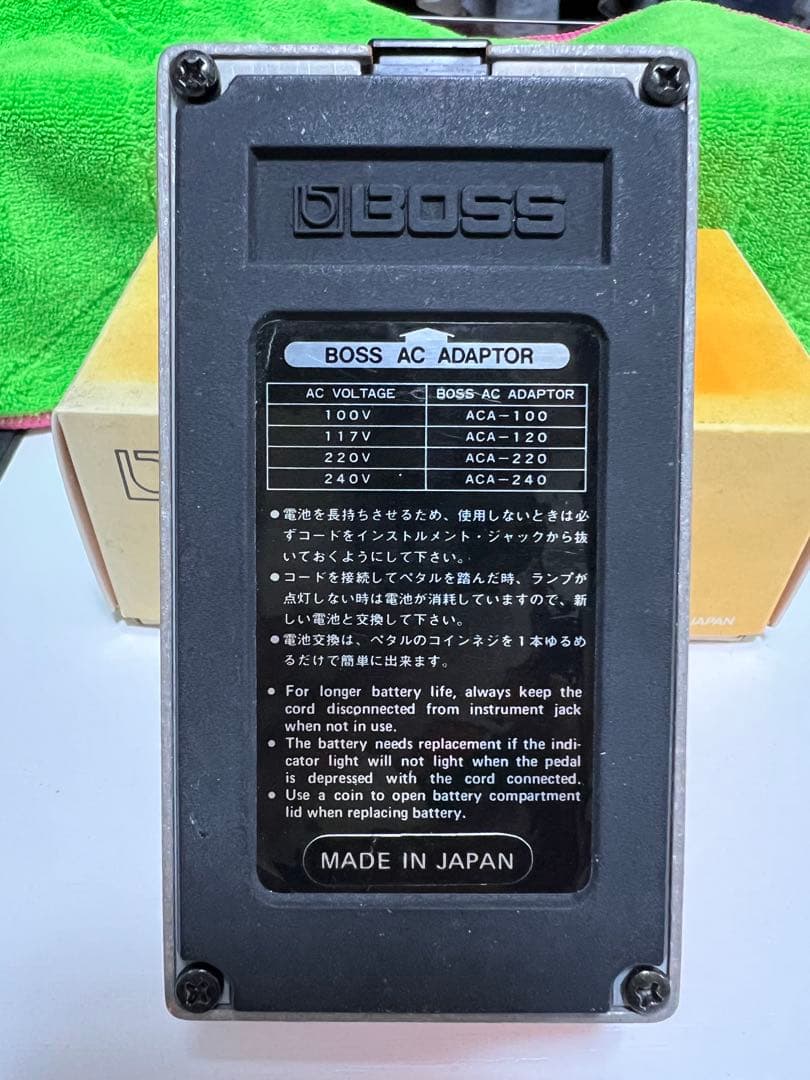 BOSS
BOSS AC ADAPTOR
AC VOLTAGE BOSS AC ADAPTOR
100V ACA-100
117V ACA-120
220V ACA-220
240V ACA-240
●電池を長持ちさせるため、使用しないときは必
ずコードをインストルメント・ジャックから抜
いておくようにして下さい。
●コードを接続してペタルを踏んだ時、ランプが
点灯しない時は電池が消耗していますので、新
しい電池と交換して下さい。
●電池交換は、ペタルのコインネジを1本ゆるめ
るだけで簡単に出来ます。
• For longer battery life, always keep the
cord disconnected from instrument jack
when not in use.
• The battery needs replacement if the indi-
cator light will not light when the pedal
is depressed with the cord connected.
• Use a coin to open battery compartment
lid when replacing battery.
MADE IN JAPAN
JAPAN